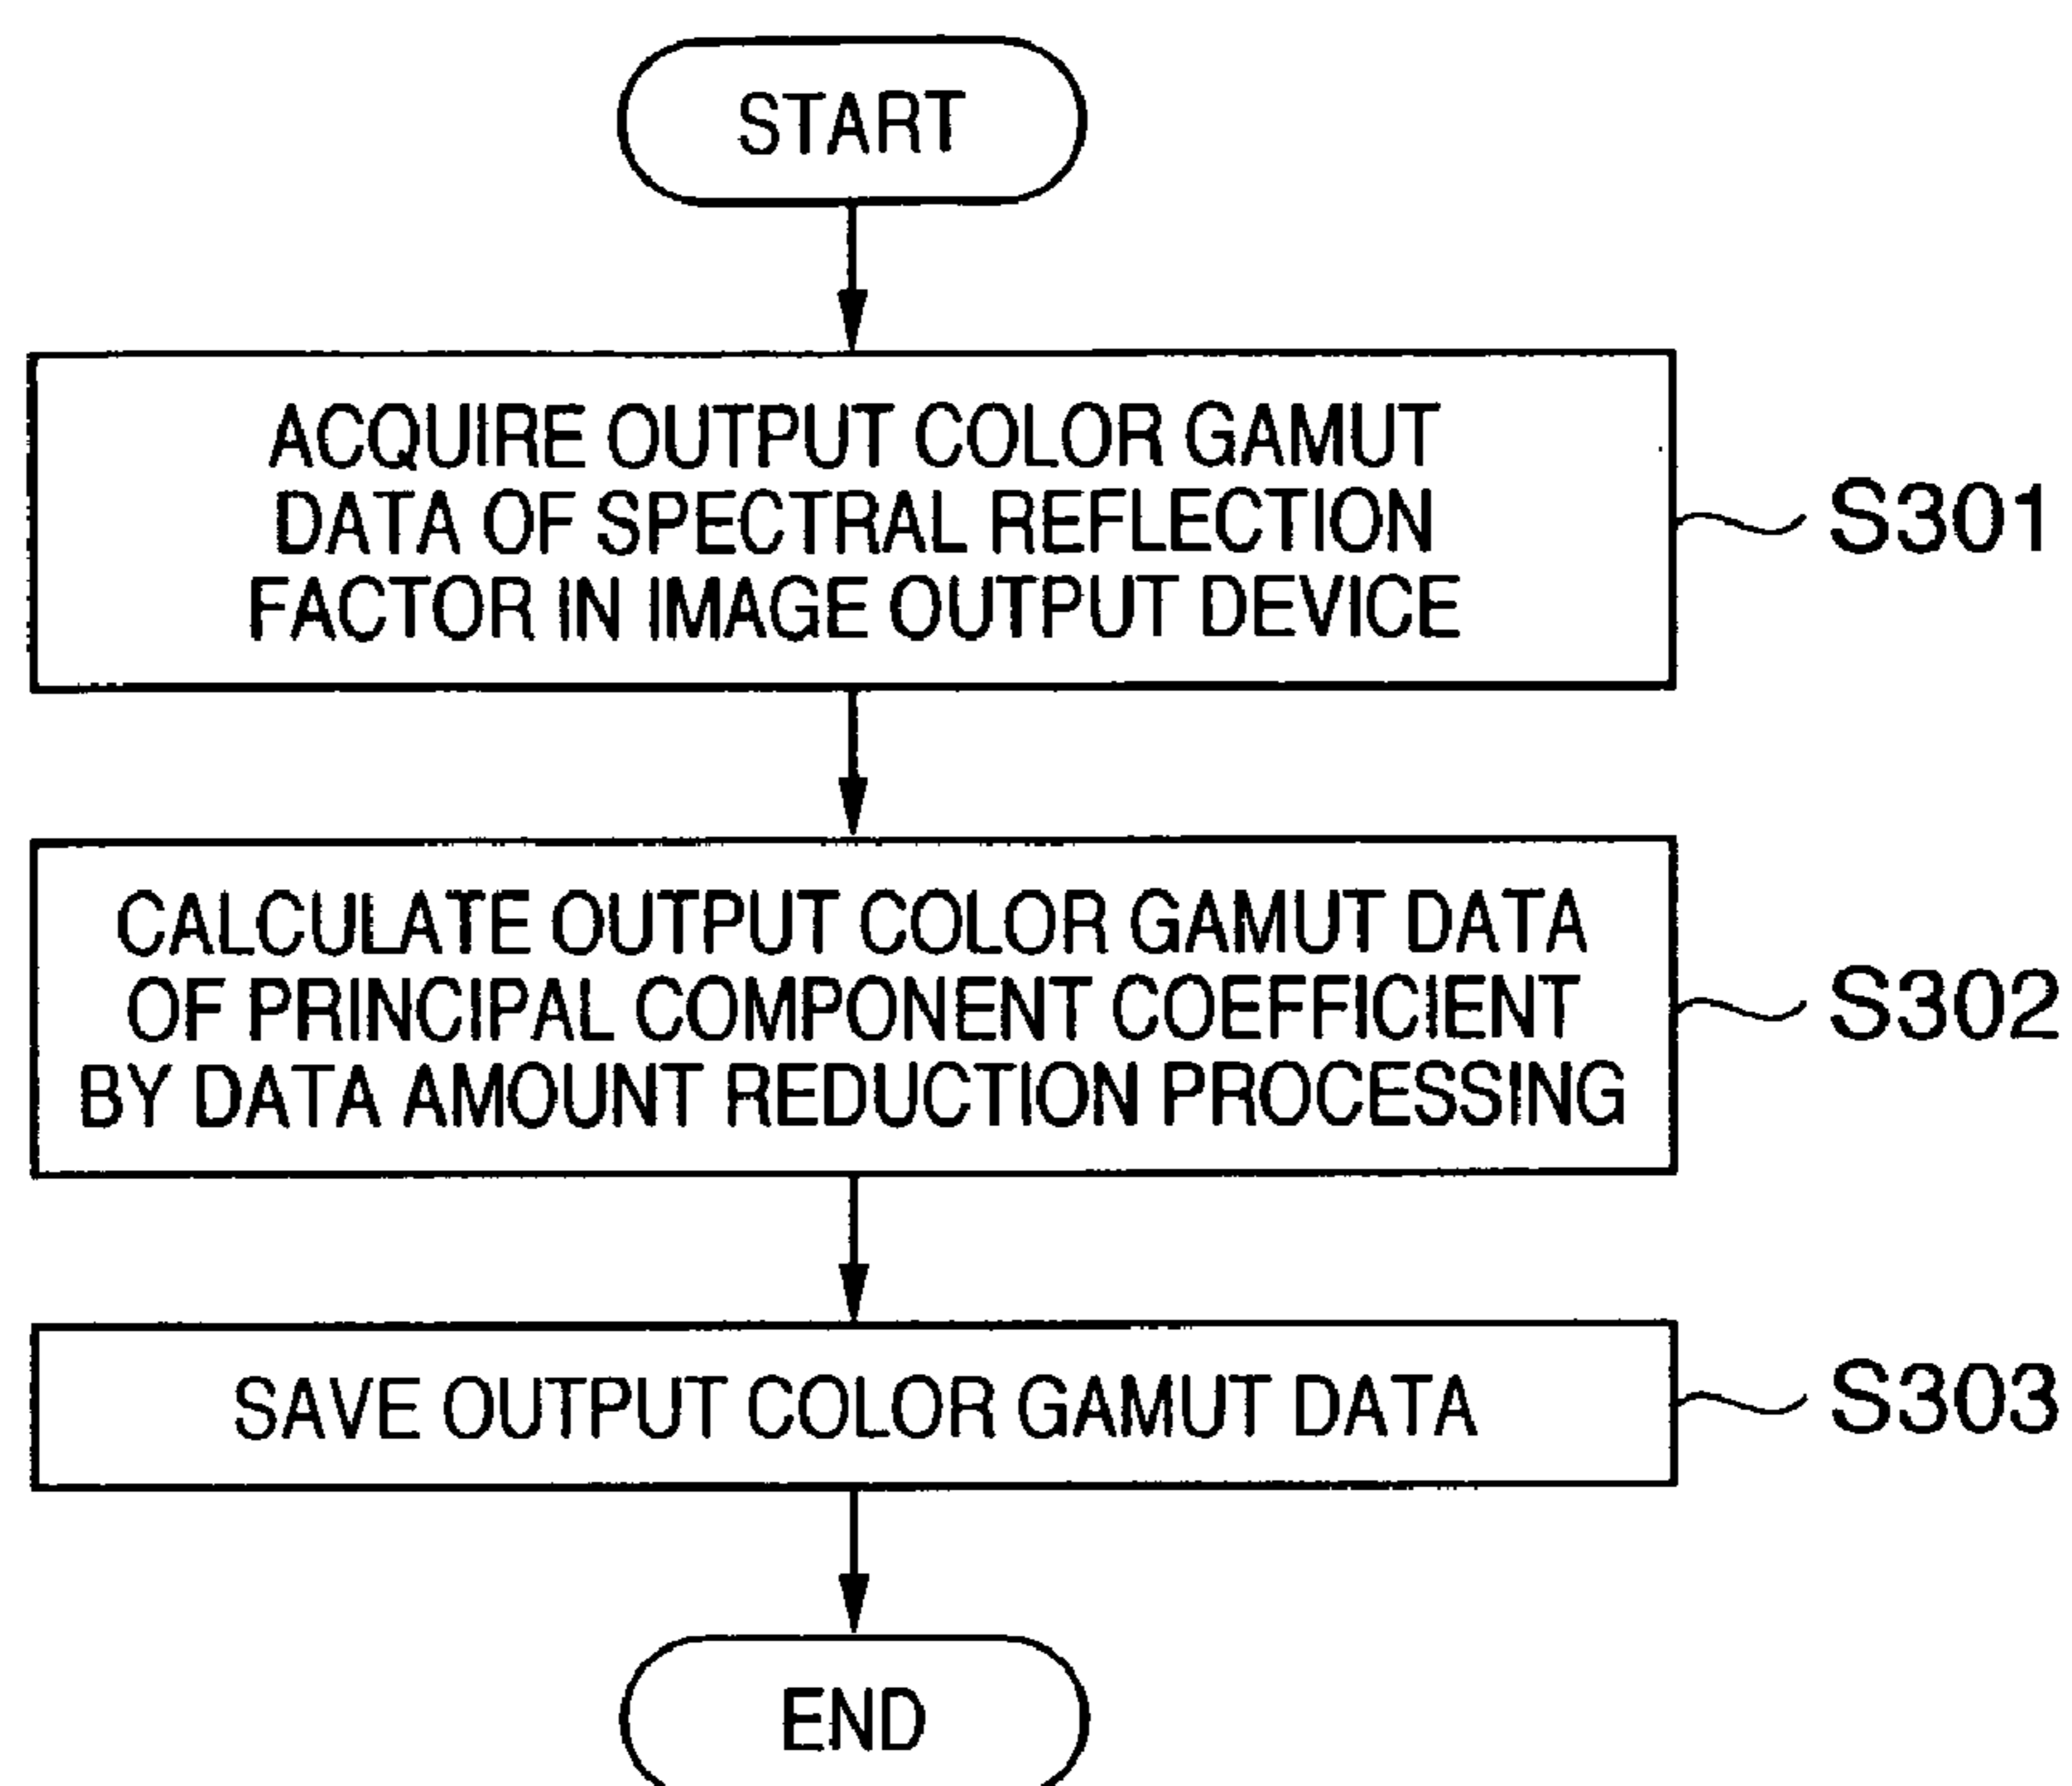 START
ACQUIRE OUTPUT COLOR GAMUT
DATA OF SPECTRAL REFLECTION
FACTOR IN IMAGE OUTPUT DEVICE
S301
CALCULATE OUTPUT COLOR GAMUT DATA
OF PRINCIPAL COMPONENT COEFFICIENT
BY DATA AMOUNT REDUCTION PROCESSING
S302
SAVE OUTPUT COLOR GAMUT DATA
S303
END